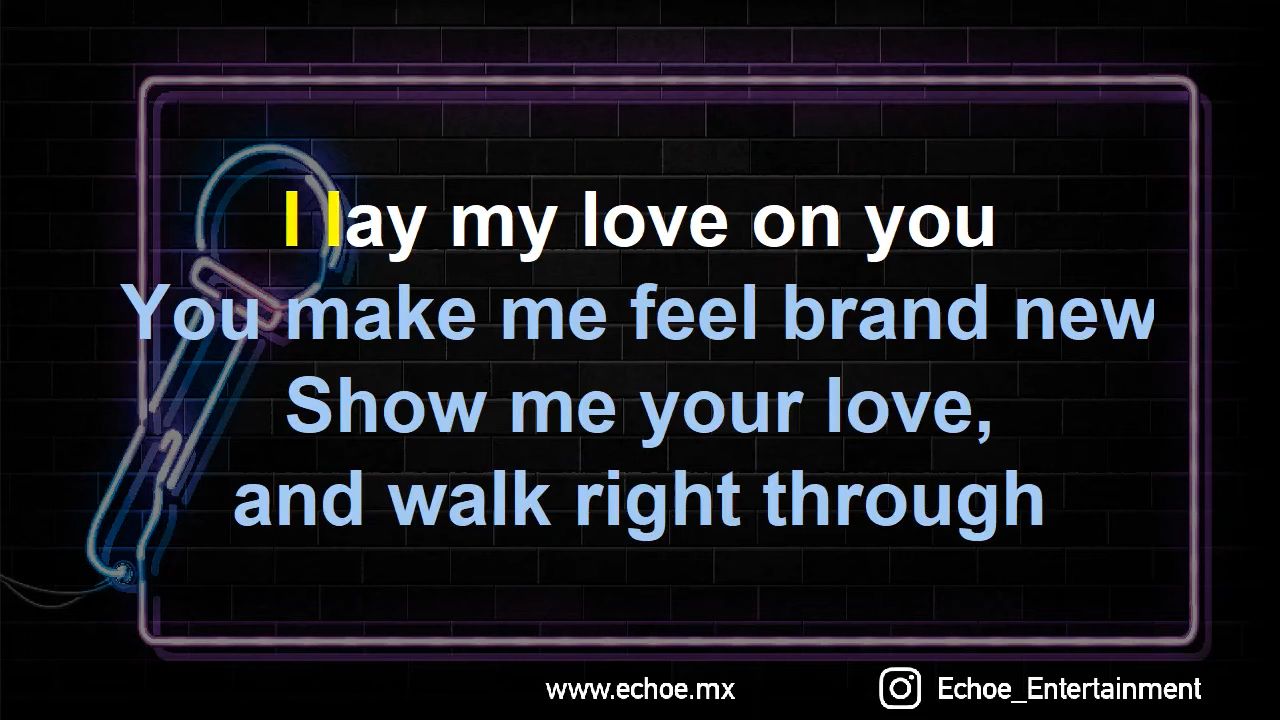 I lay my love on you
You make me feel brand new
Show me your love,
and walk right through
www.echoe.mx
Echoe_Entertainment